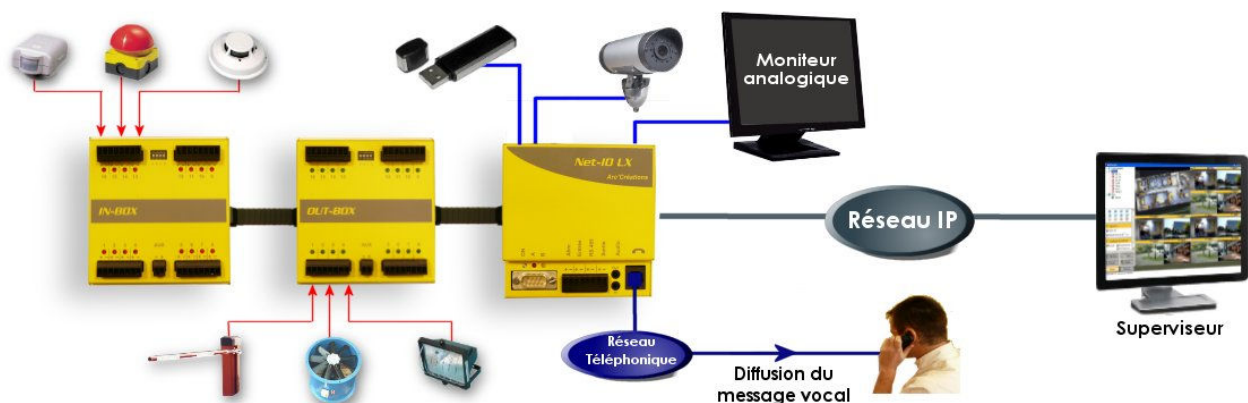 Moniteur
analogique
Net-IO LX
Arc'Créations
IN-BOX
OUT-BOX
Réseau IP
Superviseur
Réseau
Téléphonique
Diffusion du
message vocal